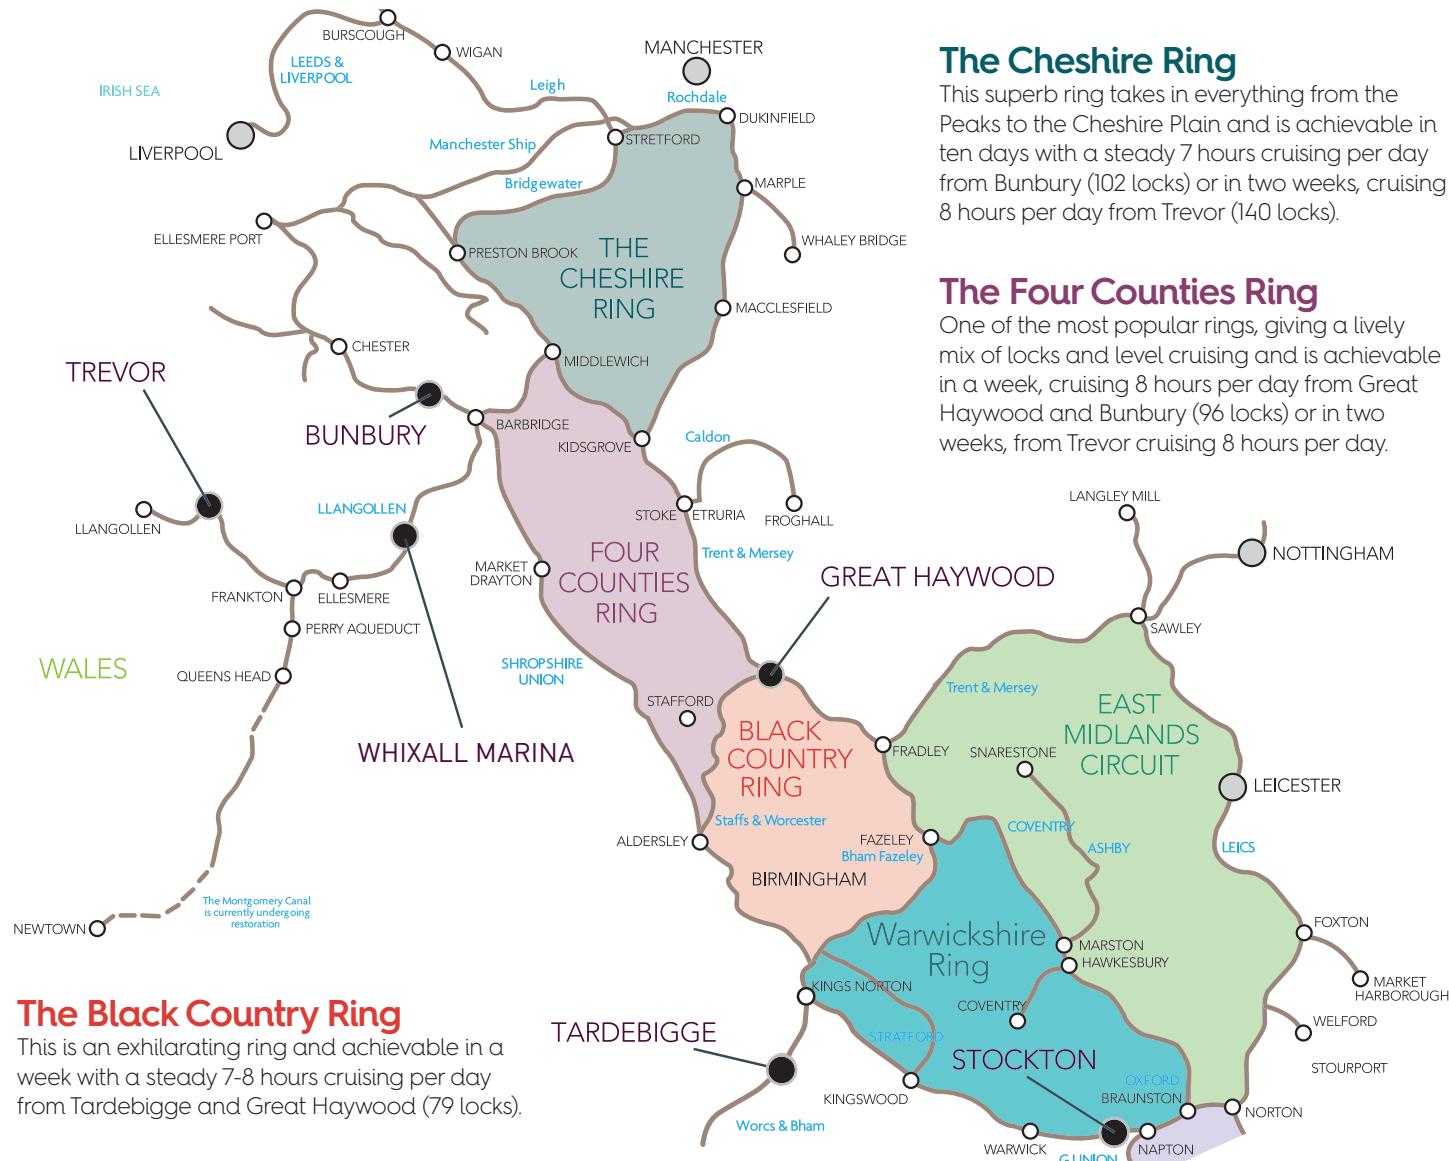 BURSCOUGH
WIGAN
LEEDS &
LIVERPOOL
IRISH SEA
Leigh
MANCHESTER
Rochdale
DUKINFIELD
LIVERPOOL
STRETFORD
Manchester Ship
Bridgewater
MARPLE
ELLESMERE PORT
PRESTON BROOK
WHALEY BRIDGE
THE
CHESHIRE
RING
MACCLESFIELD
CHESTER
MIDDLEWICH
TREVOR
BUNBURY
BARBRIDGE
KIDSGROVE
Caldon
LLANGOLLEN
LLANGOLLEN
STOKE
ETRURIA
FROGHALL
Trent & Mersey
FOUR
COUNTIES
RING
MARKET
DRAYTON
FRANKTON
ELLESMERE
PERRY AQUEDUCT
WALES
QUEENS HEAD
SHROPSHIRE
UNION
STAFFORD
WHIXALL MARINA
GREAT HAYWOOD
The Cheshire Ring
This superb ring takes in everything from the
Peaks to the Cheshire Plain and is achievable in
ten days with a steady 7 hours cruising per day
from Bunbury (102 locks) or in two weeks, cruising
8 hours per day from Trevor (140 locks).
The Four Counties Ring
One of the most popular rings, giving a lively
mix of locks and level cruising and is achievable
in a week, cruising 8 hours per day from Great
Haywood and Bunbury (96 locks) or in two
weeks, from Trevor cruising 8 hours per day.
LANGLEY MILL
NOTTINGHAM
SAWLEY
Trent & Mersey
EAST
MIDLANDS
CIRCUIT
BLACK
COUNTRY
RING
FRADLEY
SNARESTONE
LEICESTER
Staffs & Worcester
ALDERSLEY
FAZELEY
Bham Fazeley
COVENTRY
ASHBY
LEICS
BIRMINGHAM
The Montgomery Canal
is currently undergoing
restoration
NEWTOWN
Warwickshire
Ring
FOXTON
MARSTON
HAWKESBURY
MARKET
HARBOROUGH
KINGS NORTON
COVENTRY
WELFORD
STRATFORD
TARDEBIGGE
STOCKTON
STOURPORT
OXFORD
BRAUNSTON
KINGSWOOD
NORTON
Worcs & Bham
WARWICK
NAPTON
G UNION
The Black Country Ring
This is an exhilarating ring and achievable in a
week with a steady 7-8 hours cruising per day
from Tardebigge and Great Haywood (79 locks).